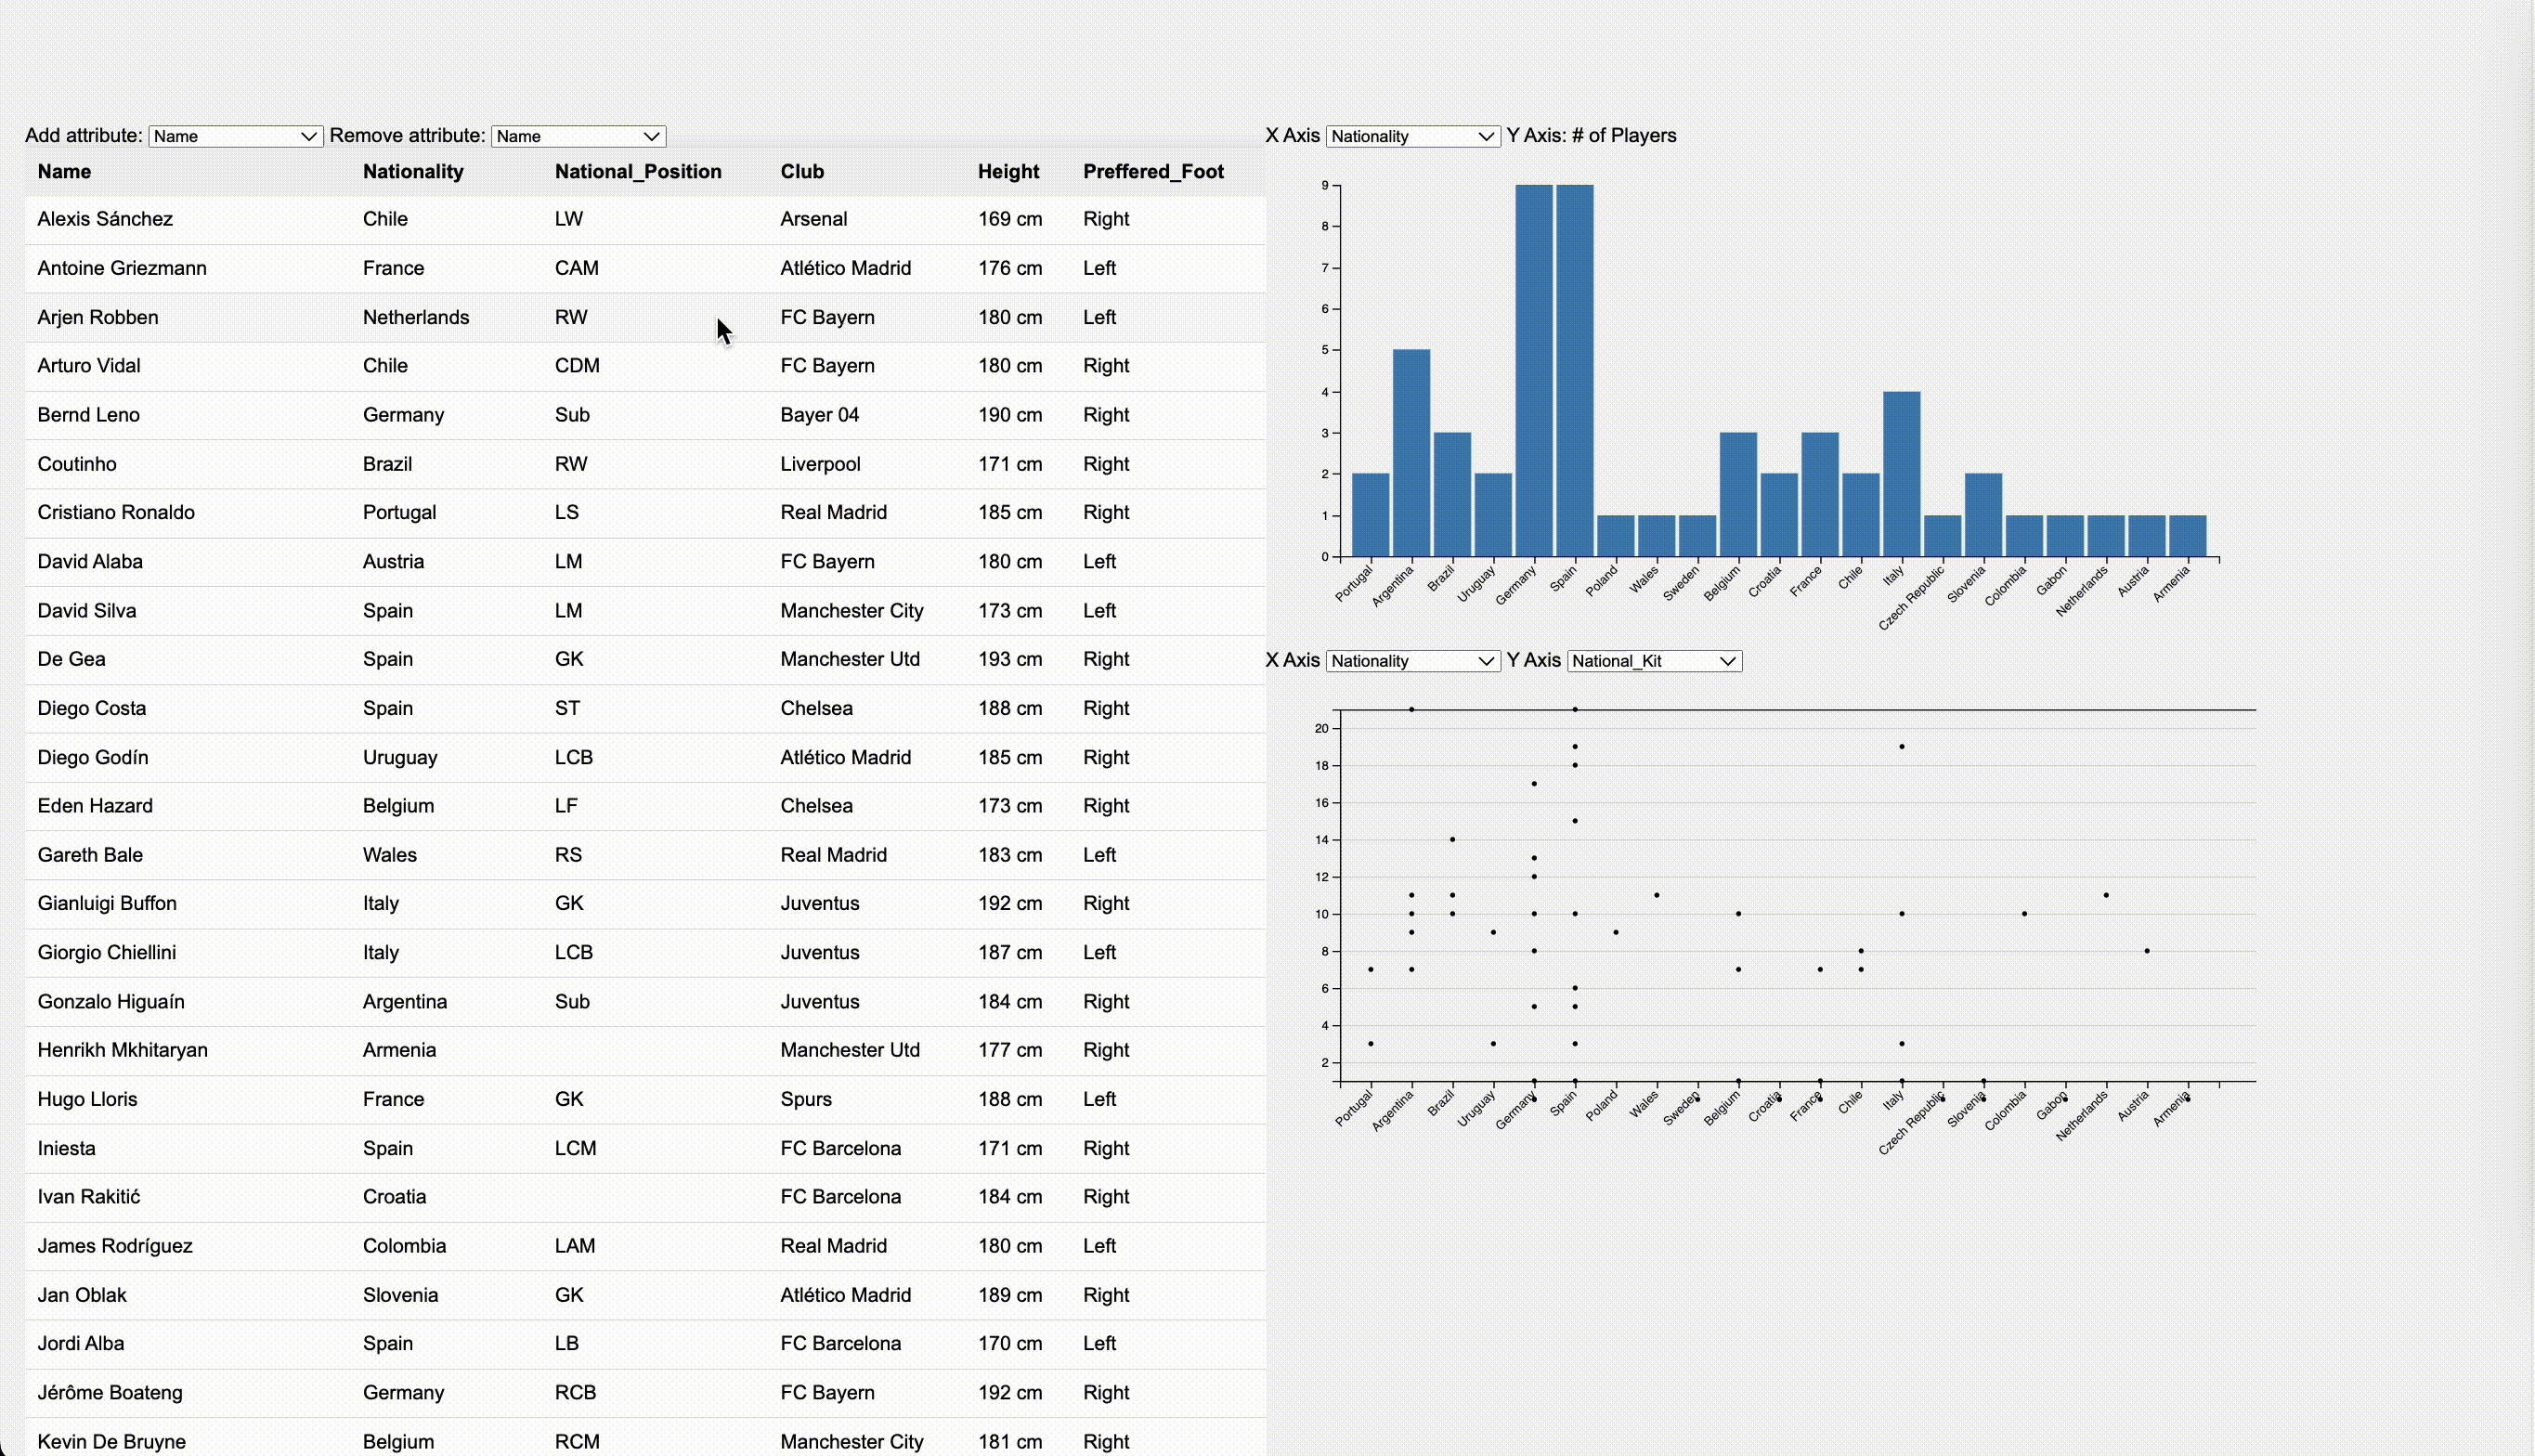 Add attribute: Name Remove attribute: Name
Name Nationality National_Position Club Height Preffered_Foot
Alexis Sánchez Chile LW Arsenal 169 cm Right
Antoine Griezmann France CAM Atlético Madrid 176 cm Left
Arjen Robben Netherlands RW FC Bayern 180 cm Left
Arturo Vidal Chile CDM FC Bayern 180 cm Right
Bernd Leno Germany Sub Bayer 04 190 cm Right
Coutinho Brazil RW Liverpool 171 cm Right
Cristiano Ronaldo Portugal LS Real Madrid 185 cm Right
David Alaba Austria LM FC Bayern 180 cm Left
David Silva Spain LM Manchester City 173 cm Left
De Gea Spain GK Manchester Utd 193 cm Right
Diego Costa Spain ST Chelsea 188 cm Right
Diego Godín Uruguay LCB Atlético Madrid 185 cm Right
Eden Hazard Belgium LF Chelsea 173 cm Right
Gareth Bale Wales RS Real Madrid 183 cm Left
Gianluigi Buffon Italy GK Juventus 192 cm Right
Giorgio Chiellini Italy LCB Juventus 187 cm Left
Gonzalo Higuaín Argentina Sub Juventus 184 cm Right
Henrikh Mkhitaryan Armenia Manchester Utd 177 cm Right
Hugo Lloris France GK Spurs 188 cm Left
Iniesta Spain LCM FC Barcelona 171 cm Right
Ivan Rakitić Croatia FC Barcelona 184 cm Right
James Rodríguez Colombia LAM Real Madrid 180 cm Left
Jan Oblak Slovenia GK Atlético Madrid 189 cm Right
Jordi Alba Spain LB FC Barcelona 170 cm Left
Jérôme Boateng Germany RCB FC Bayern 192 cm Right
Kevin De Bruyne Belgium RCM Manchester City 181 cm Right
X Axis Nationality Y Axis: # of Players
9
8
7
6
5
4
3
2
1
0
Portugal Argentina Brazil Uruguay Germany Spain Poland Wales Sweden Belgium Croatia France Chile Italy Czech Republic Slovenia Colombia Gabon Netherlands Austria Armenia
X Axis Nationality Y Axis National_Kit
20
18
16
14
12
10
8
6
4
2
Portugal Argentina Brazil Uruguay Germany Spain Poland Wales Sweden Belgium Croatia France Chile Italy Czech Republic Slovenia Colombia Gabon Netherlands Austria Armenia